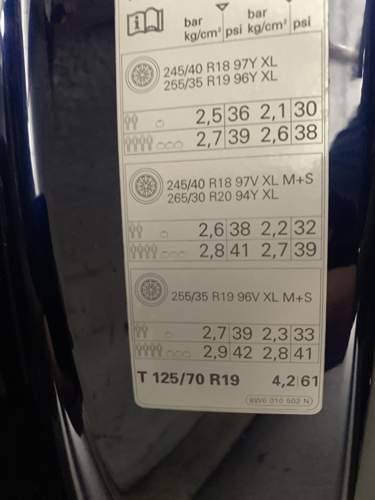 bar bar
kg/cm² psi kg/cm² psi
245/40 R18 97Y XL
255/35 R19 96Y XL
2,5 36 2,1 30
2,7 39 2,6 38
245/40 R18 97V XL M+S
265/30 R20 94Y XL
2,6 38 2,2 32
2,8 41 2,7 39
255/35 R19 96V XL M+S
2,7 39 2,3 33
2,9 42 2,8 41
T 125/70 R19 4,2 61
8W6 010 502 N